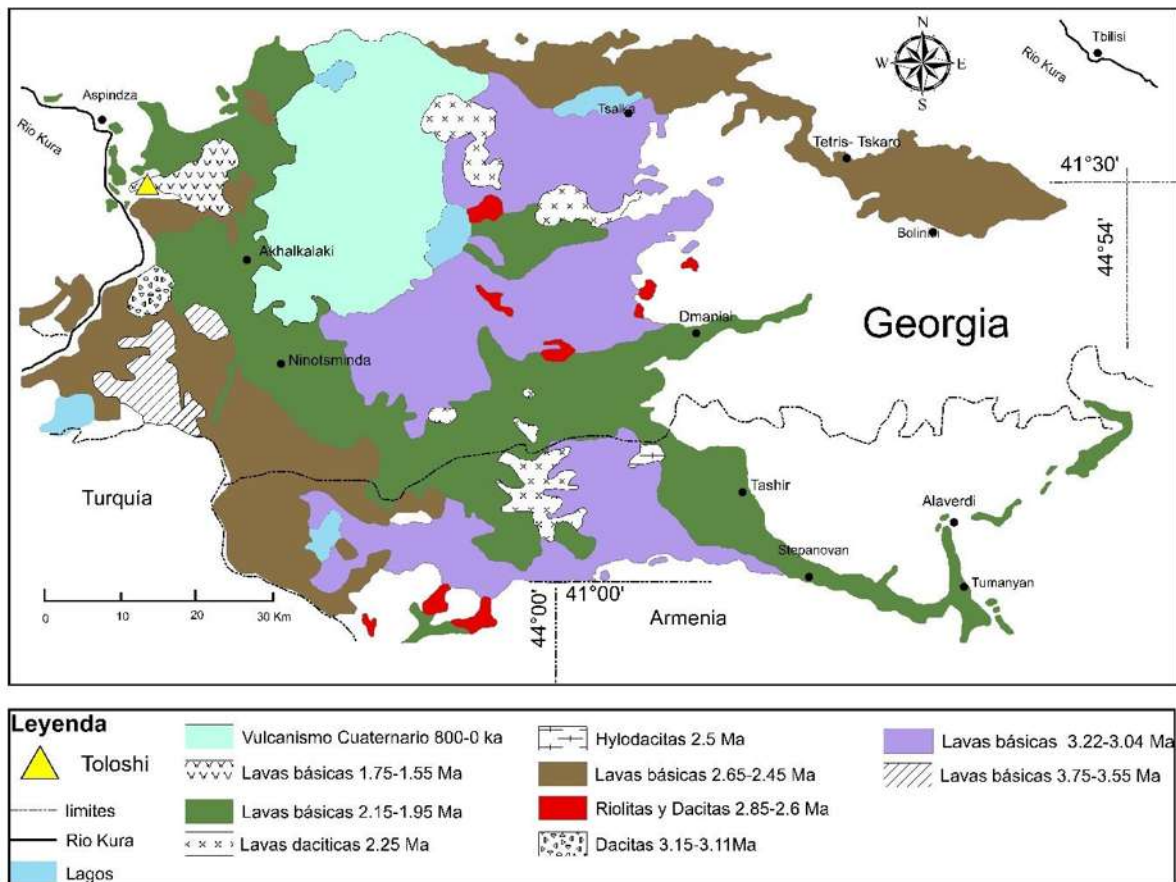 N
W E
S
Tbilisi
Rio Kura
Aspindza
Rio Kura
Tsalka
Tetris- Tskaro
41°30'
44°54'
Bolinini
Akhalkalaki
Dmanisi
Georgia
Ninotsminda
Turquía
Tashir
Alaverdi
Stepanovan
Tumanyan
41°00'
44°00'
Armenia
0 10 20 30 Km
Leyenda
Toloshi
limites
Rio Kura
Lagos
Vulcanismo Cuaternario 800-0 ka
Lavas básicas 1.75-1.55 Ma
Lavas básicas 2.15-1.95 Ma
Lavas daciticas 2.25 Ma
Hylodacitas 2.5 Ma
Lavas básicas 2.65-2.45 Ma
Riolitas y Dacitas 2.85-2.6 Ma
Dacitas 3.15-3.11Ma
Lavas básicas 3.22-3.04 Ma
Lavas básicas 3.75-3.55 Ma